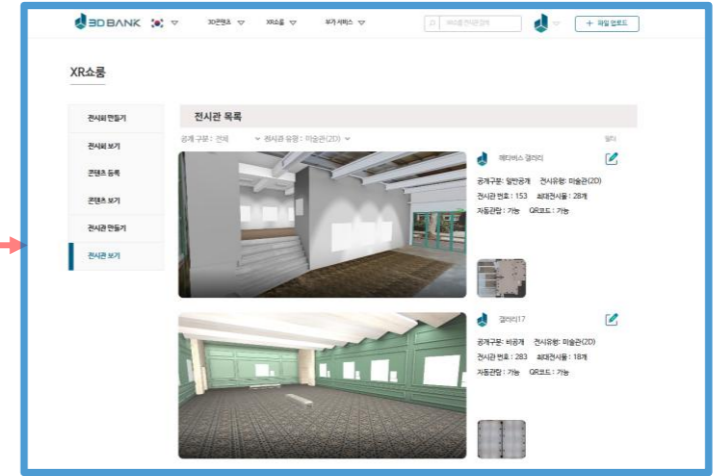 3DBANK
3D콘텐츠 XR쇼룸 부가 서비스
+ 파일 업로드
XR쇼룸
전시회 만들기
전시회 보기
콘텐츠 등록
콘텐츠 보기
전시관 만들기
전시관 보기
전시관 목록
공개 구분 : 전체 전시관 유형 : 미술관(2D)
필터
메타버스 갤러리
공개구분: 일반공개 전시유형: 미술관(2D)
전시관 번호 : 153 최대전시물 : 28개
자동관람 : 가능 QR코드 : 가능
갤러리17
공개구분: 비공개 전시유형: 미술관(2D)
전시관 번호 : 283 최대전시물 : 18개
자동관람 : 가능 QR코드 : 가능